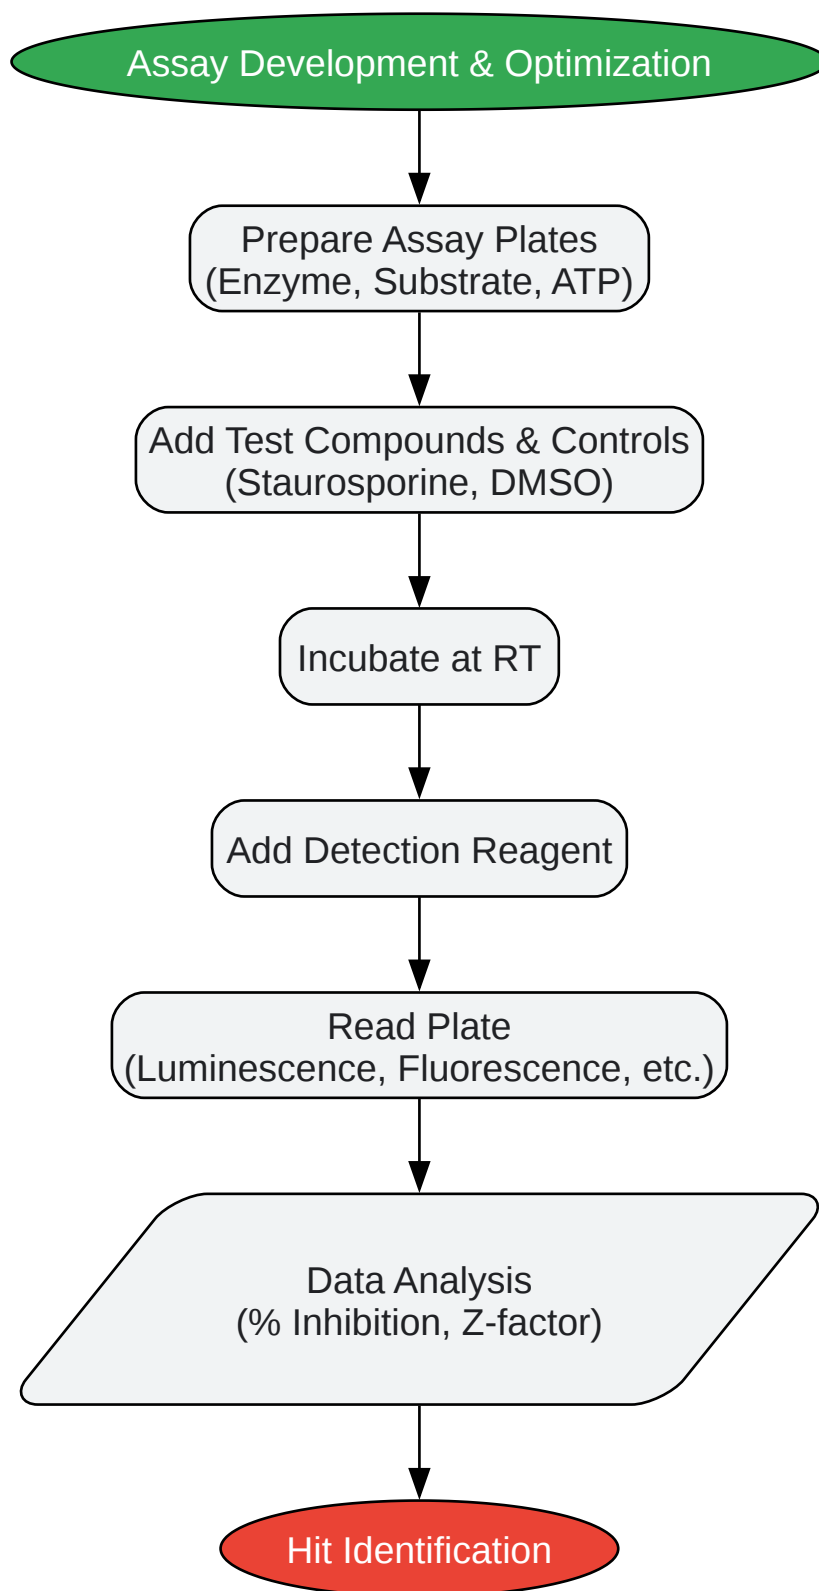 Assay Development & Optimization
Prepare Assay Plates
(Enzyme, Substrate, ATP)
Add Test Compounds & Controls
(Staurosporine, DMSO)
Incubate at RT
Add Detection Reagent
Read Plate
(Luminescence, Fluorescence, etc.)
Data Analysis
(% Inhibition, Z-factor)
Hit Identification